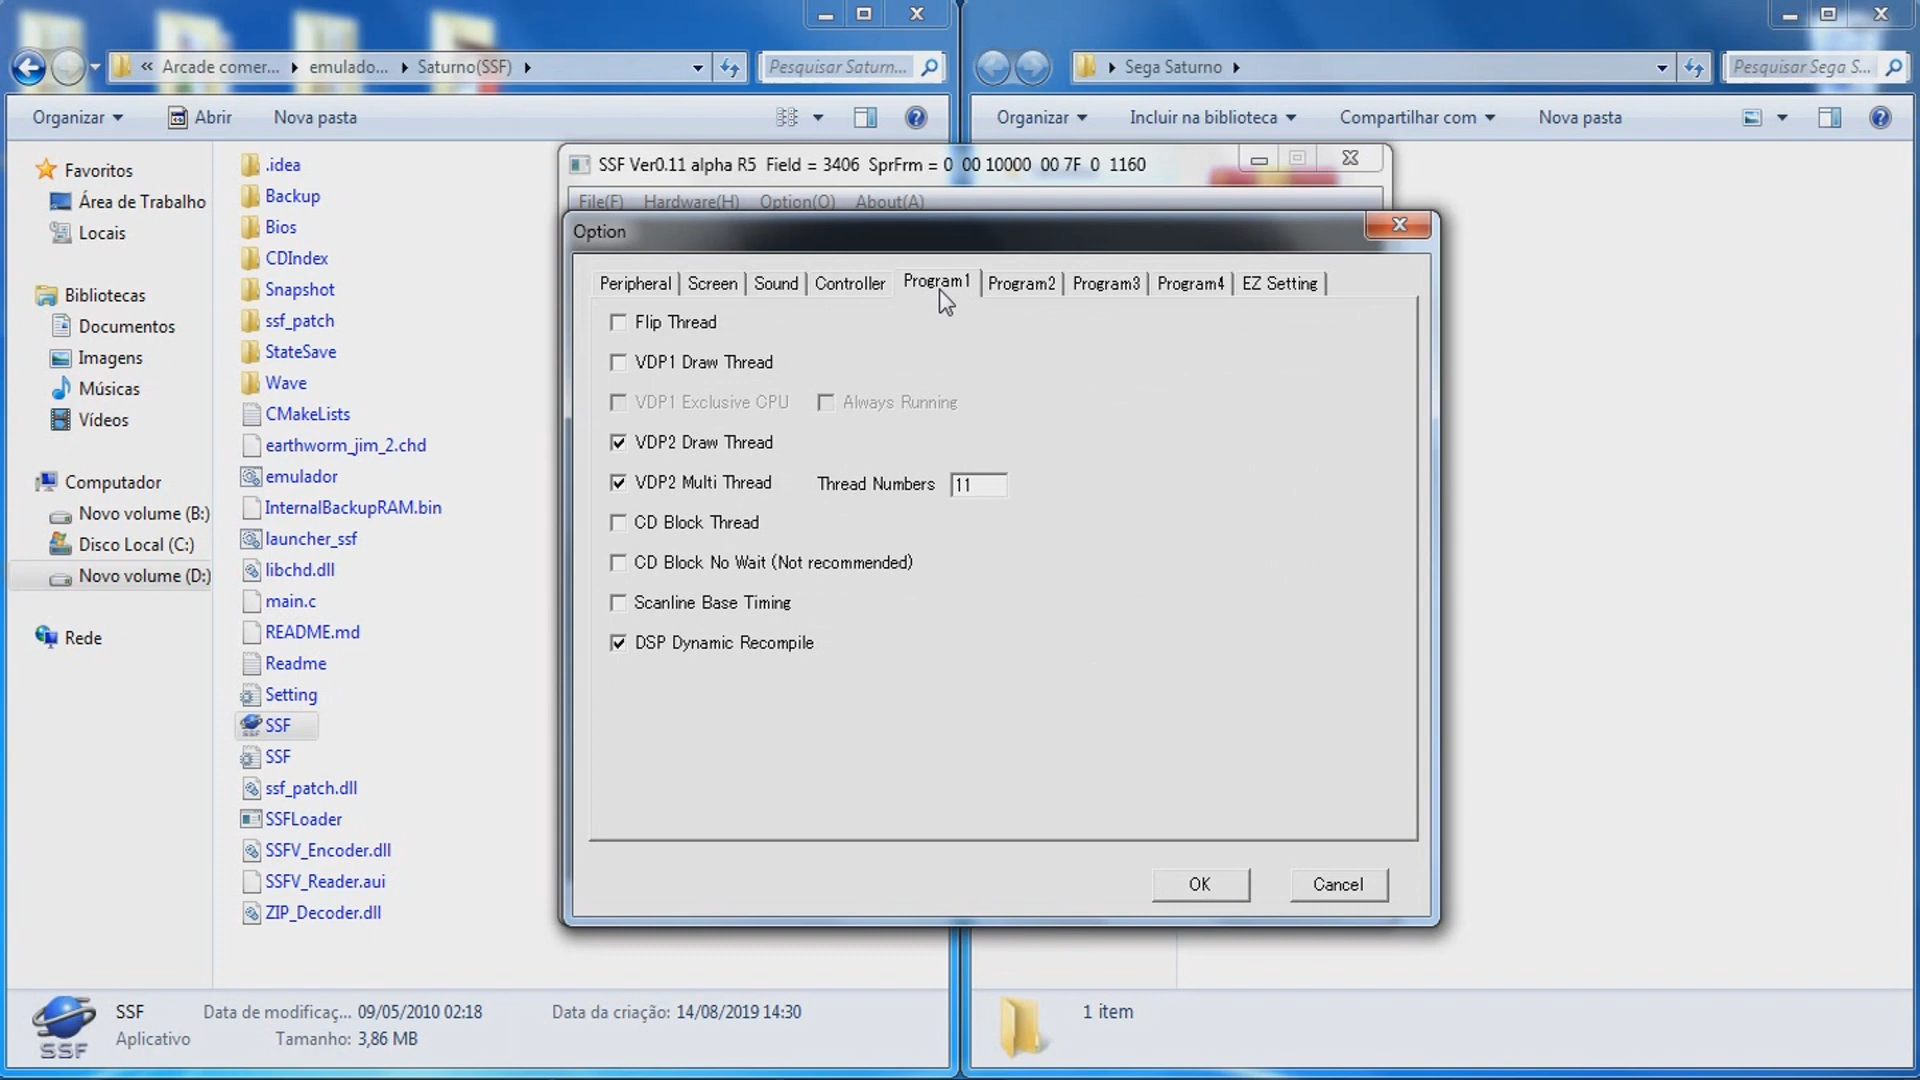 « Arcade comer... ▸ emulado... ▸ Saturno(SSF) ▸
Pesquisar Saturn...
Sega Saturno ▸
Pesquisar Sega S...
Organizar
Abrir
Nova pasta
Organizar
Incluir na biblioteca
Compartilhar com
Nova pasta
Favoritos
Área de Trabalho
Locais
Bibliotecas
Documentos
Imagens
Músicas
Vídeos
Computador
Novo volume (B:)
Disco Local (C:)
Novo volume (D:)
Rede
.idea
Backup
Bios
CDIndex
Snapshot
ssf_patch
StateSave
Wave
CMakeLists
earthworm_jim_2.chd
emulador
InternalBackupRAM.bin
launcher_ssf
libchd.dll
main.c
README.md
Readme
Setting
SSF
SSF
ssf_patch.dll
SSFLoader
SSFV_Encoder.dll
SSFV_Reader.aui
ZIP_Decoder.dll
SSF Ver0.11 alpha R5 Field = 3406 SprFrm = 0 00 10000 00 7F 0 1160
File(F) Hardware(H) Option(O) About(A)
Option
Peripheral Screen Sound Controller Program1 Program2 Program3 Program4 EZ Setting
Flip Thread
VDP1 Draw Thread
VDP1 Exclusive CPU Always Running
VDP2 Draw Thread
VDP2 Multi Thread Thread Numbers 11
CD Block Thread
CD Block No Wait (Not recommended)
Scanline Base Timing
DSP Dynamic Recompile
OK Cancel
SSF
SSF Data de modificaç... 09/05/2010 02:18 Data da criação: 14/08/2019 14:30
Aplicativo Tamanho: 3,86 MB
1 item